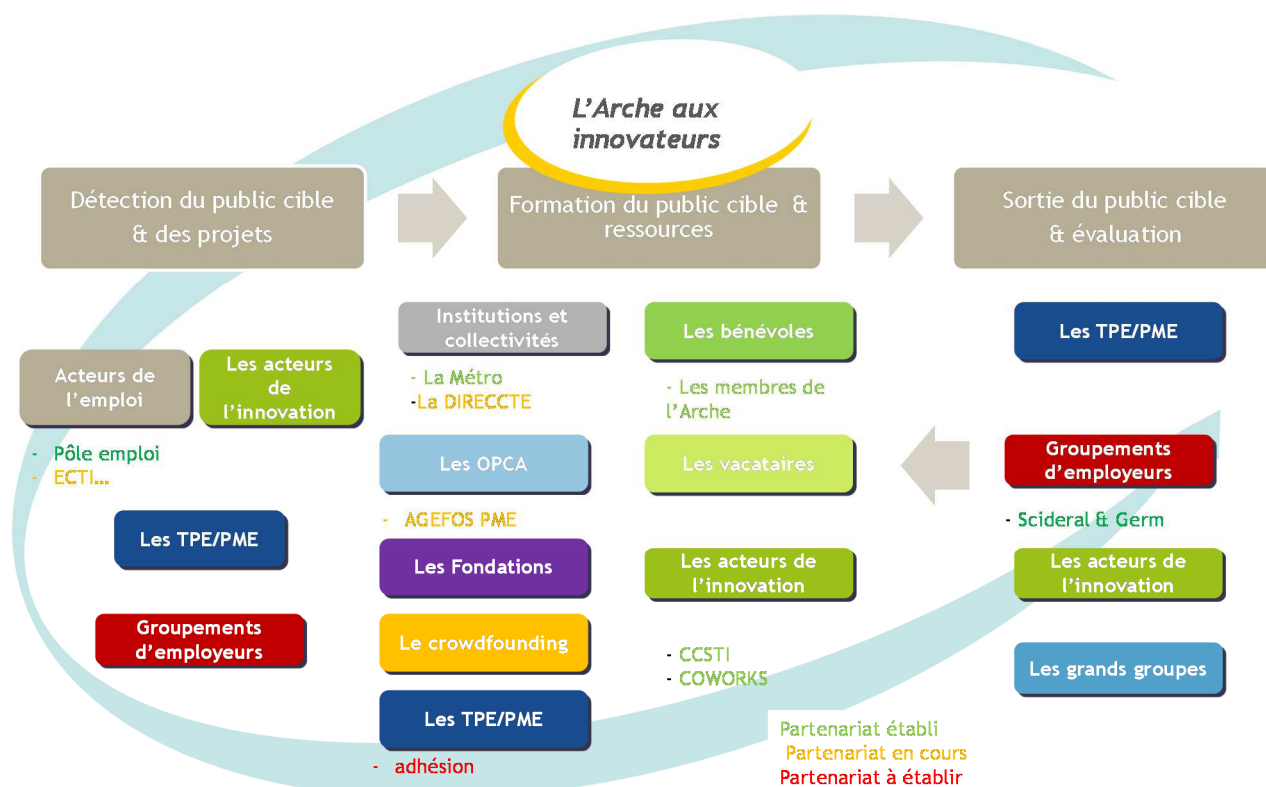 L'Arche aux
innovateurs
Détection du public cible
& des projets
Formation du public cible &
ressources
Sortie du public cible
& évaluation
Acteurs de
l'emploi
Les acteurs
de
l'innovation
- Pôle emploi
- ECTI...
Les TPE/PME
Groupements
d'employeurs
Institutions et
collectivités
- La Métro
-La DIRECCTE
Les OPCA
- AGEFOS PME
Les Fondations
Le crowdfounding
Les TPE/PME
- adhésion
Les bénévoles
- Les membres de
l'Arche
Les vacataires
Les acteurs de
l'innovation
- CCSTI
- COWORKS
Les TPE/PME
Groupements
d'employeurs
- Scideral & Germ
Les acteurs de
l'innovation
Les grands groupes
Partenariat établi
Partenariat en cours
Partenariat à établir